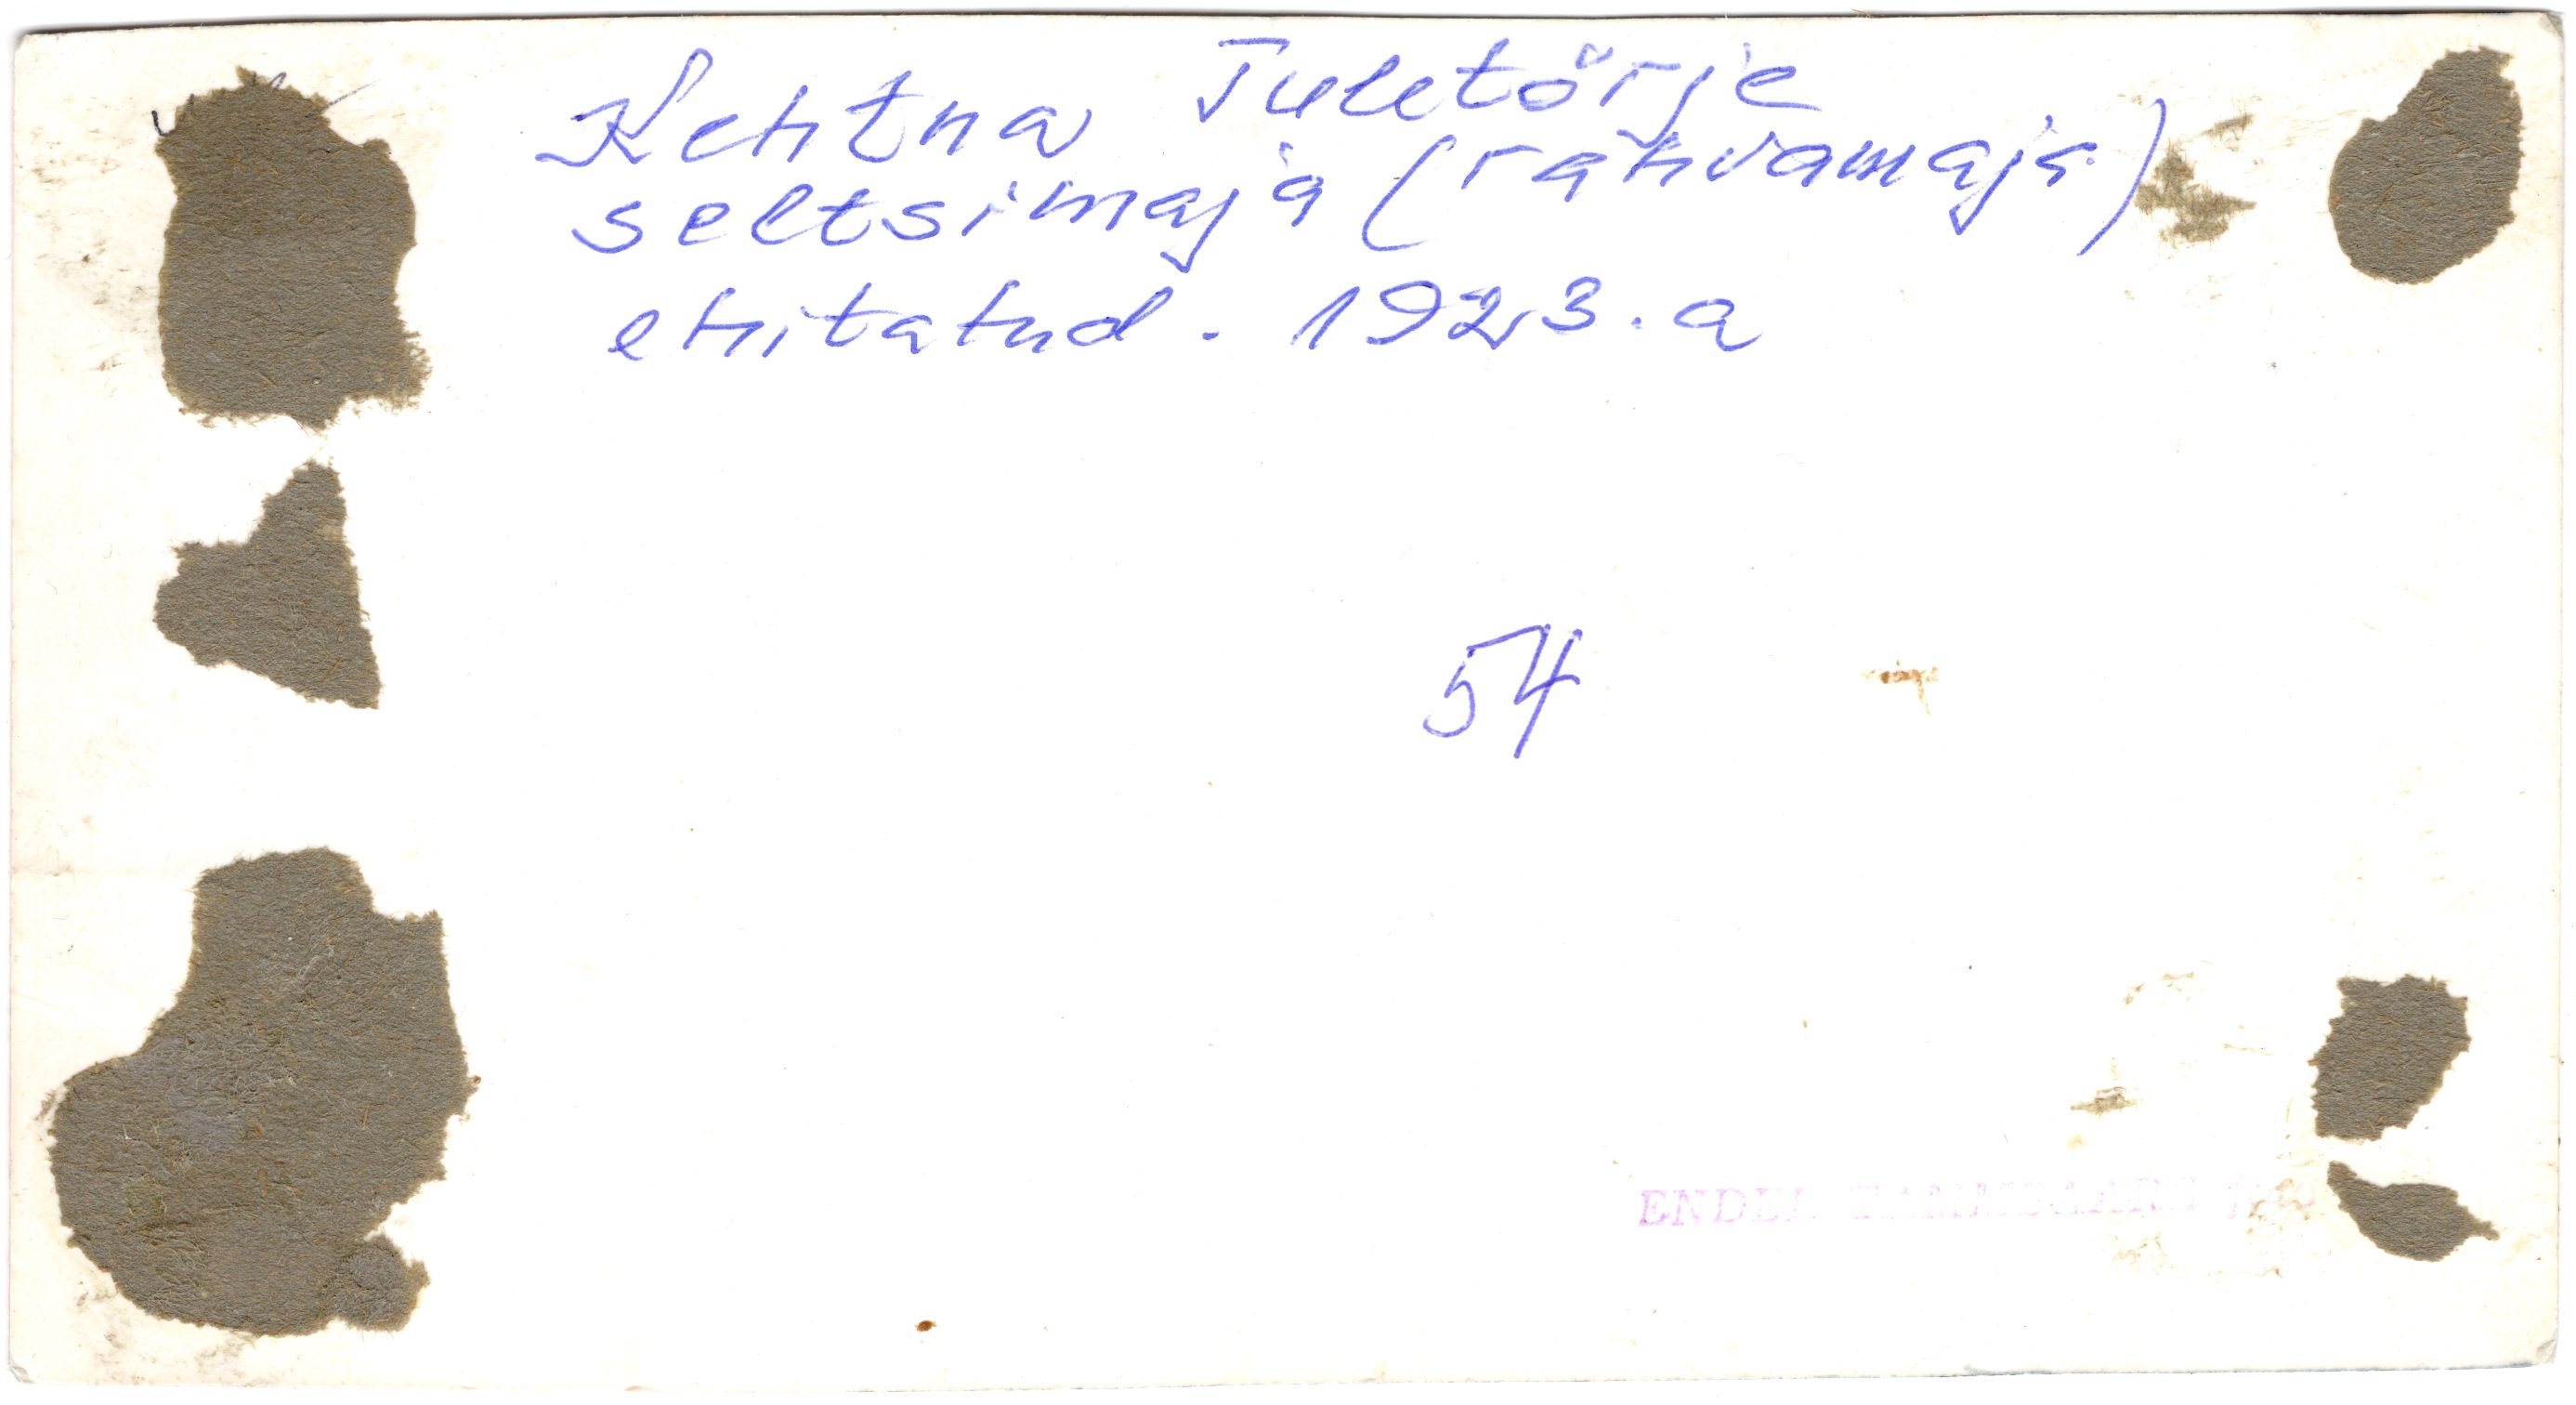 Kehtna Tuletõrje
seltsimaja (rahvamaja)
ehitatud. 1923. a
54
ENDEL